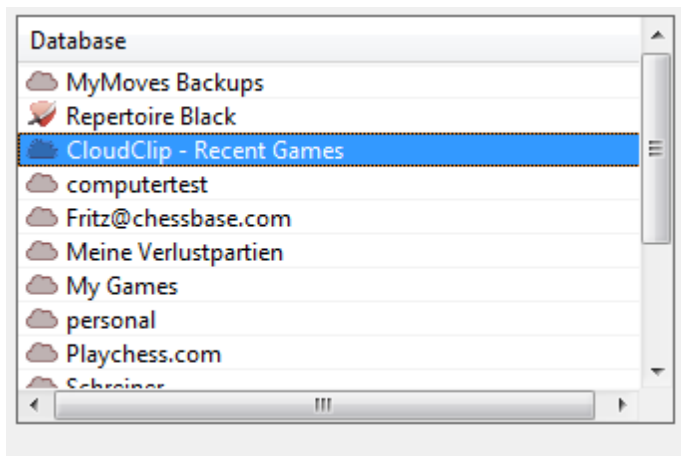 Database
MyMoves Backups
Repertoire Black
CloudClip - Recent Games
computertest
Fritz@chessbase.com
Meine Verlustpartien
My Games
personal
Playchess.com
Schreiner